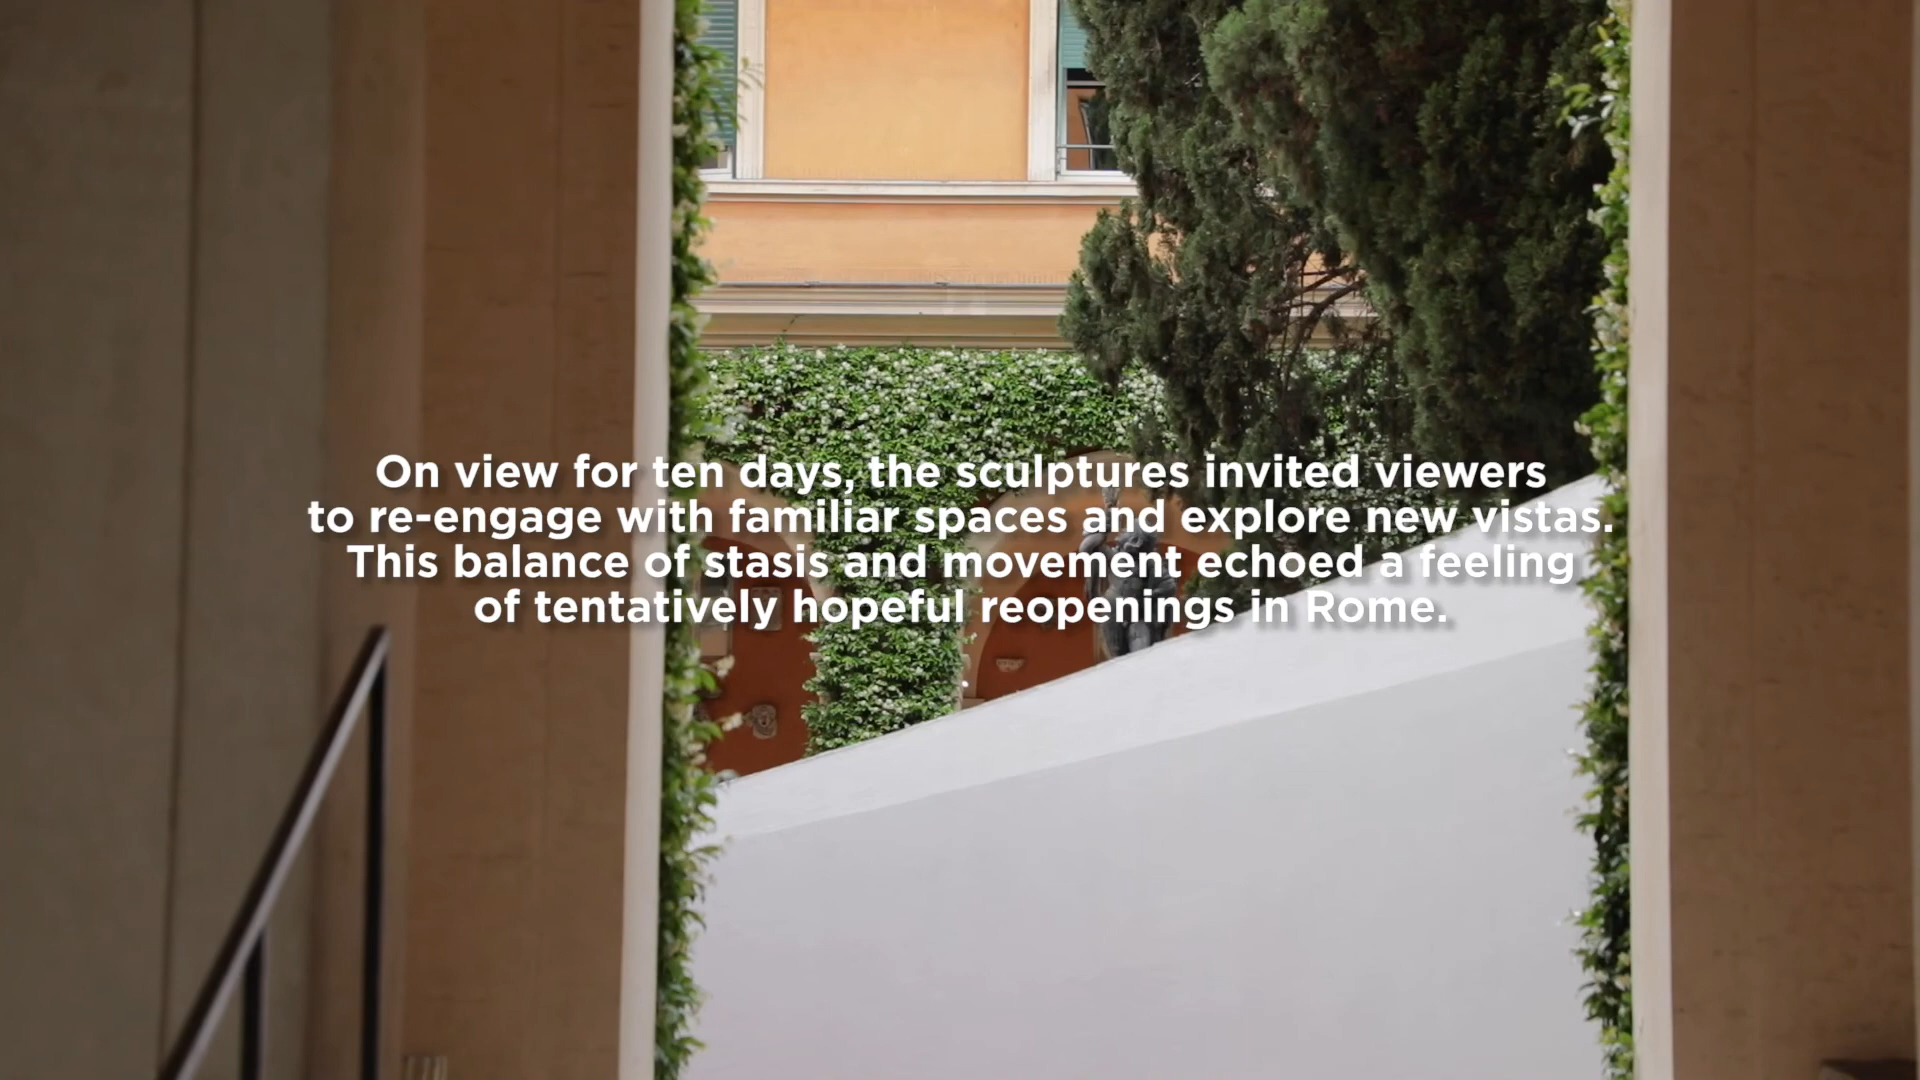 On view for ten days, the sculptures invited viewers
to re-engage with familiar spaces and explore new vistas.
This balance of stasis and movement echoed a feeling
of tentatively hopeful reopenings in Rome.